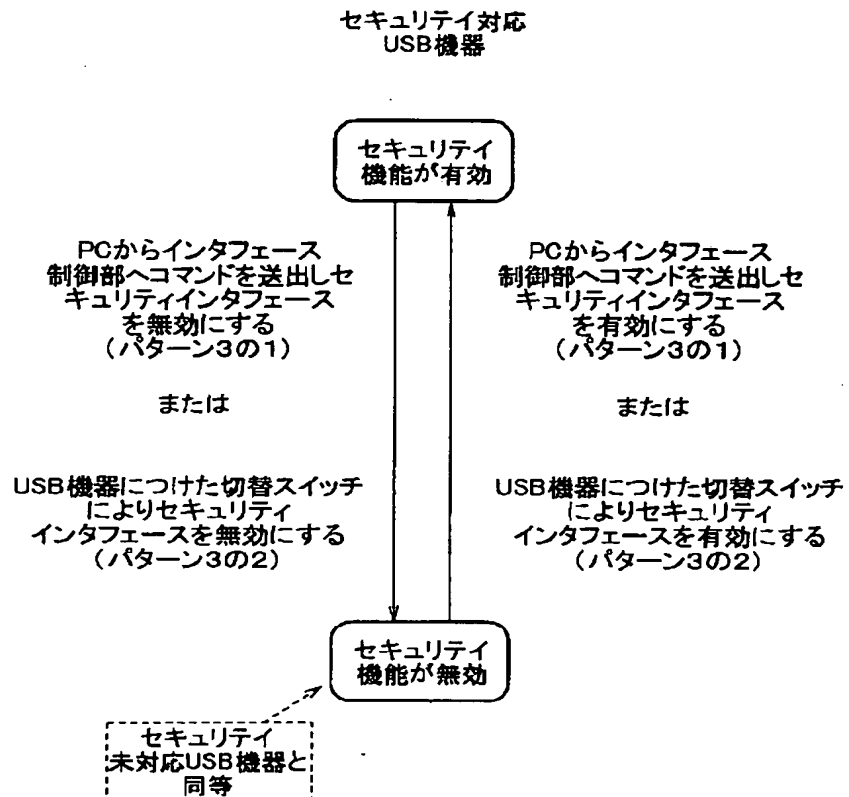 セキュリテイ対応
USB機器
セキュリテイ
機能が有効
PCからインタフェース
制御部へコマンドを送出しセ
キュリティインタフェース
を無効にする
(パターン3の1)
または
USB機器につけた切替スイッチ
によりセキュリティ
インタフェースを無効にする
(パターン3の2)
PCからインタフェース
制御部へコマンドを送出しセ
キュリティインタフェース
を有効にする
(パターン3の1)
または
USB機器につけた切替スイッチ
によりセキュリティ
インタフェースを有効にする
(パターン3の2)
セキュリテイ
機能が無効
セキュリテイ
未対応USB機器と
同等